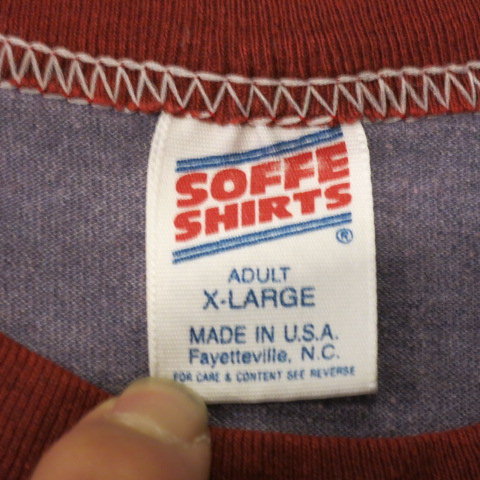 SOFFE
SHIRTS
®
ADULT
X-LARGE
MADE IN U.S.A.
Fayetteville, N.C.
FOR CARE & CONTENT SEE REVERSE